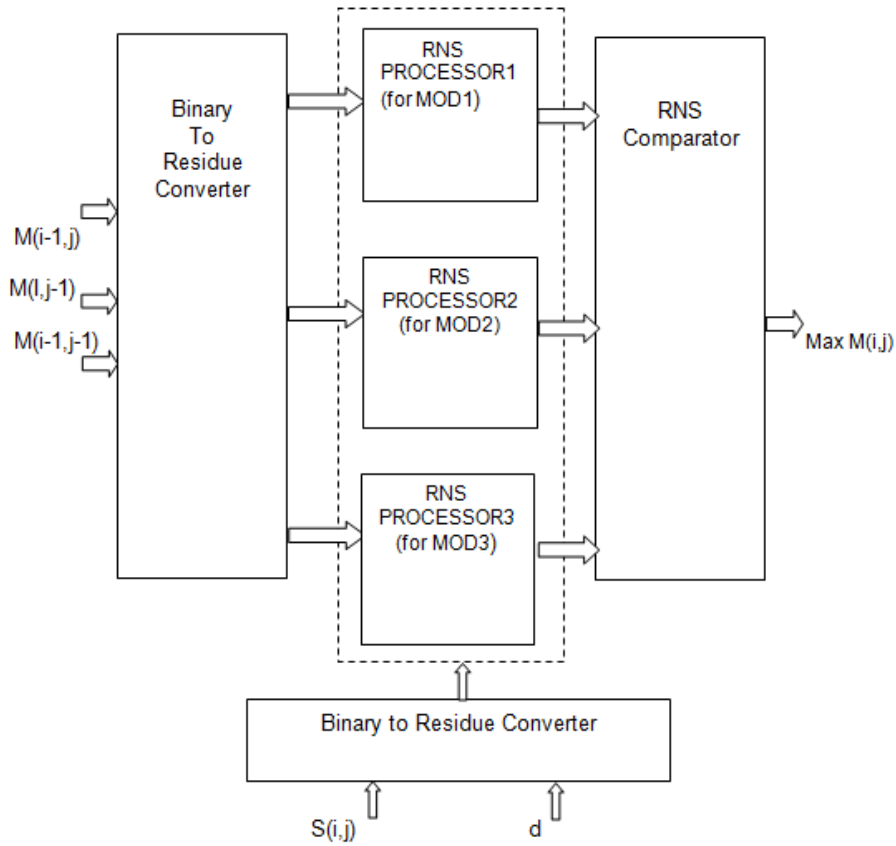 Binary
To
Residue
Converter
M(i-1,j)
M(I,j-1)
M(i-1,j-1)
RNS
PROCESSOR1
(for MOD1)
RNS
PROCESSOR2
(for MOD2)
RNS
PROCESSOR3
(for MOD3)
RNS
Comparator
Max M(i,j)
Binary to Residue Converter
S(i,j)
d